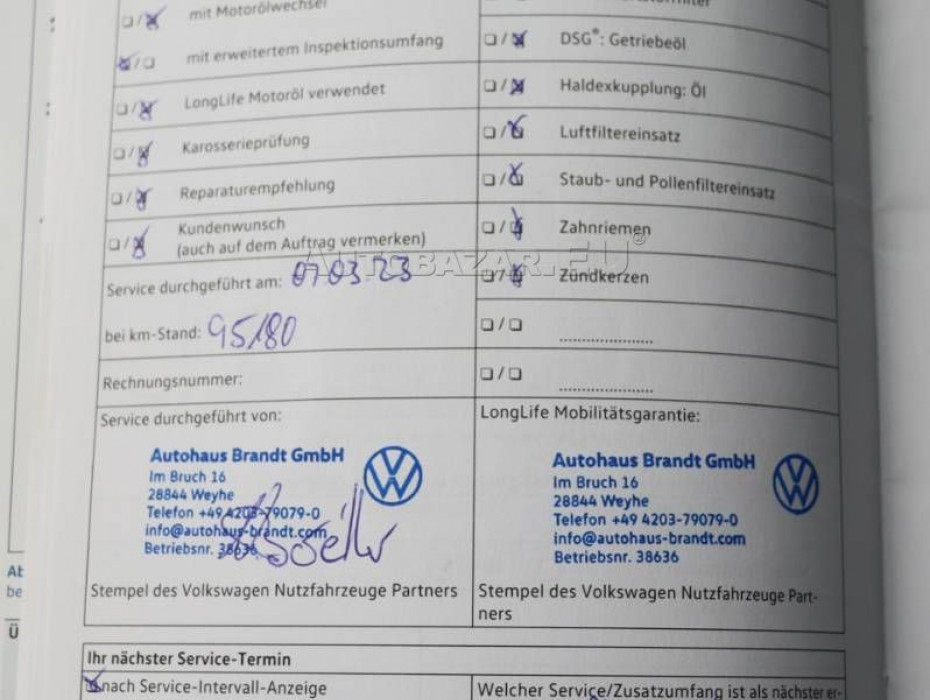 mit Motorölwechsel
mit erweitertem Inspektionsumfang
LongLife Motoröl verwendet
Karosserieprüfung
Reparaturempfehlung
Kundenwunsch
(auch auf dem Auftrag vermerken)
Service durchgeführt am: 07.03.23
bei km-Stand: 95180
Rechnungsnummer:
DSG®: Getriebeöl
Haldexkupplung: Öl
Luftfiltereinsatz
Staub- und Pollenfiltereinsatz
Zahnriemen
Zündkerzen
AUTOBAZAR.EU®
Service durchgeführt von:
Autohaus Brandt GmbH
Im Bruch 16
28844 Weyhe
Telefon +49 4203-79079-0
info@autohaus-brandt.com
Betriebsnr. 38636
Stempel des Volkswagen Nutzfahrzeuge Partners
LongLife Mobilitätsgarantie:
Autohaus Brandt GmbH
Im Bruch 16
28844 Weyhe
Telefon +49 4203-79079-0
info@autohaus-brandt.com
Betriebsnr. 38636
Stempel des Volkswagen Nutzfahrzeuge Part-
ners
Ihr nächster Service-Termin
nach Service-Intervall-Anzeige
Welcher Service/Zusatzumfang ist als nächster er-
be
Ü